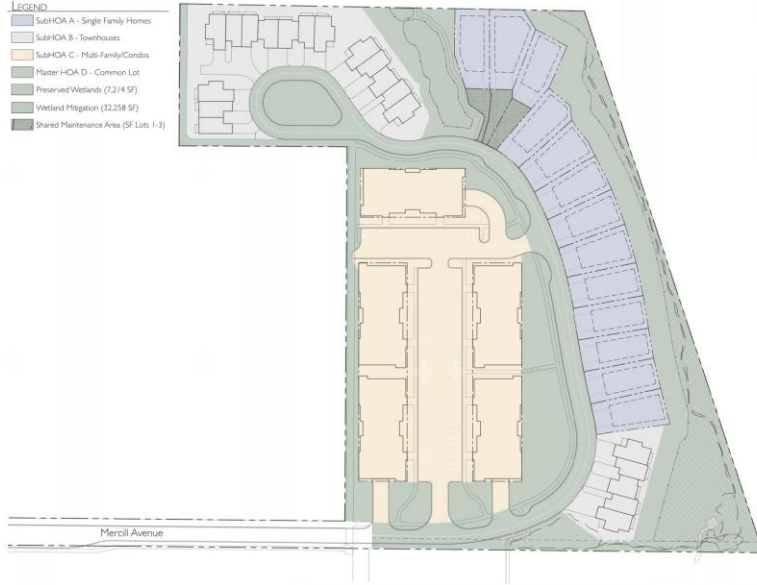 LEGEND
SubHOA A - Single Family Homes
SubHOA B - Townhouses
SubHOA C - Multi-Family/Condos
Master HOA D - Common Lot
Preserved Wetlands (7,214 SF)
Wetland Mitigation (32,258 SF)
Shared Maintenance Area (SF Lots 1-3)
Mercill Avenue